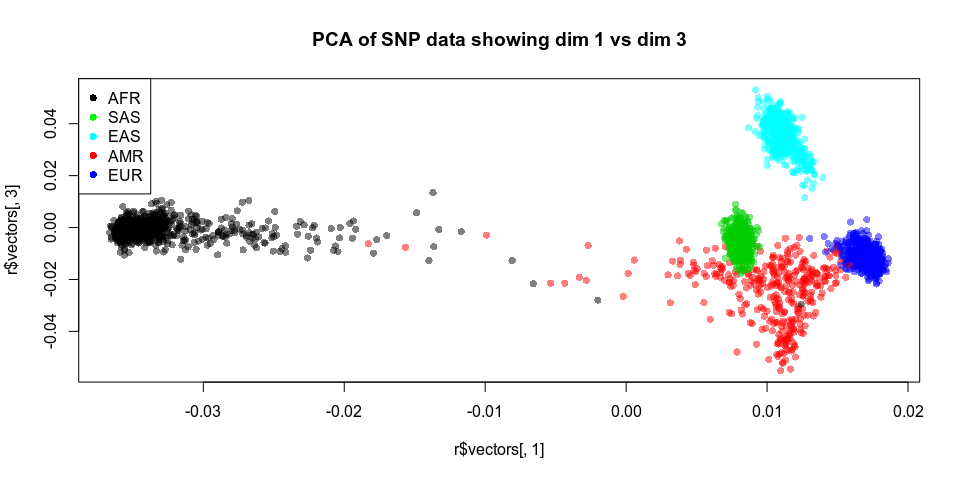 PCA of SNP data showing dim 1 vs dim 3
AFR
SAS
EAS
AMR
EUR
r$vectors[, 3]
0.04
0.02
0.00
-0.02
-0.04
-0.03
-0.02
-0.01
0.00
0.01
0.02
r$vectors[, 1]